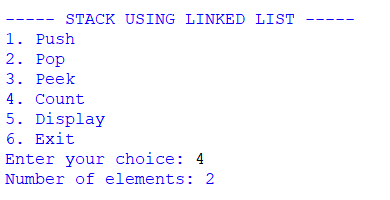 ----- STACK USING LINKED LIST -----
1. Push
2. Pop
3. Peek
4. Count
5. Display
6. Exit
Enter your choice: 4
Number of elements: 2